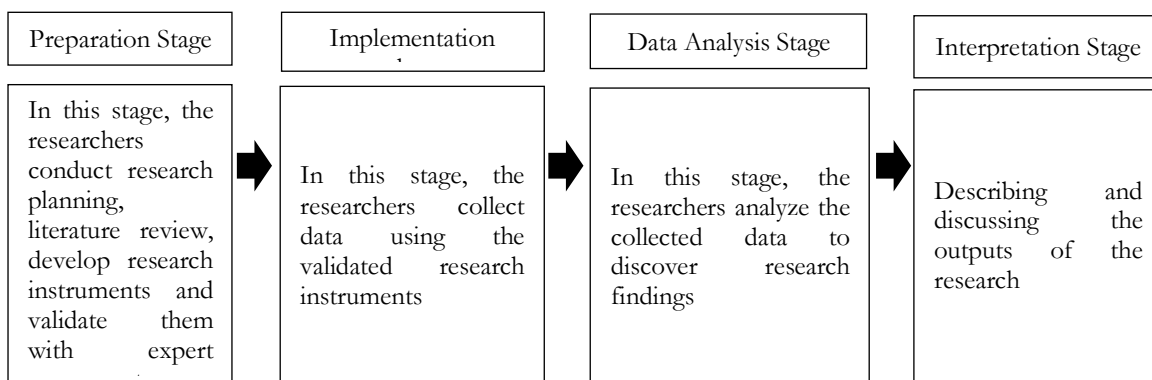 Preparation Stage
Implementation
Data Analysis Stage
Interpretation Stage
In this stage, the
researchers
conduct research
planning,
literature review,
develop research
instruments and
validate them
with expert
In this stage, the
researchers collect
data using the
validated research
instruments
In this stage, the
researchers analyze the
collected data to
discover research
findings
Describing and
discussing the
outputs of the
research